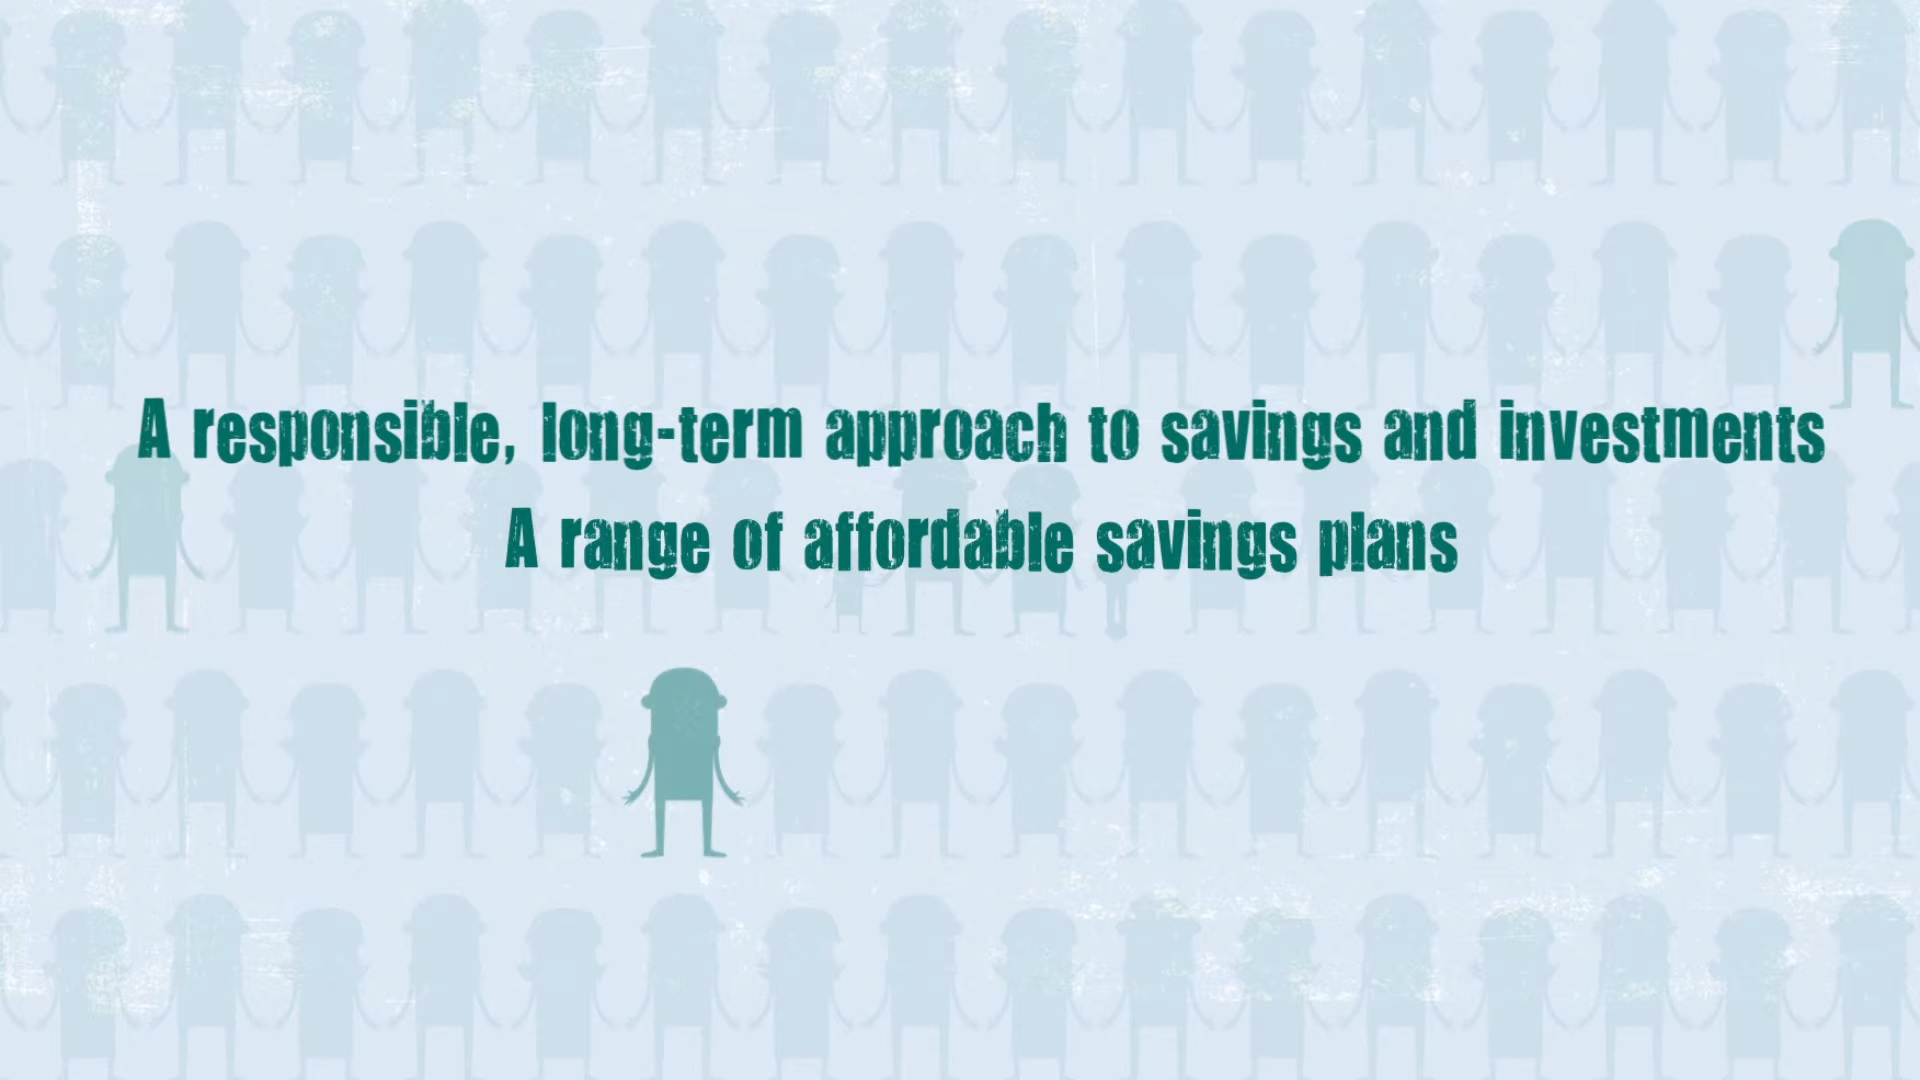 A responsible, long-term approach to savings and investments
A range of affordable savings plans